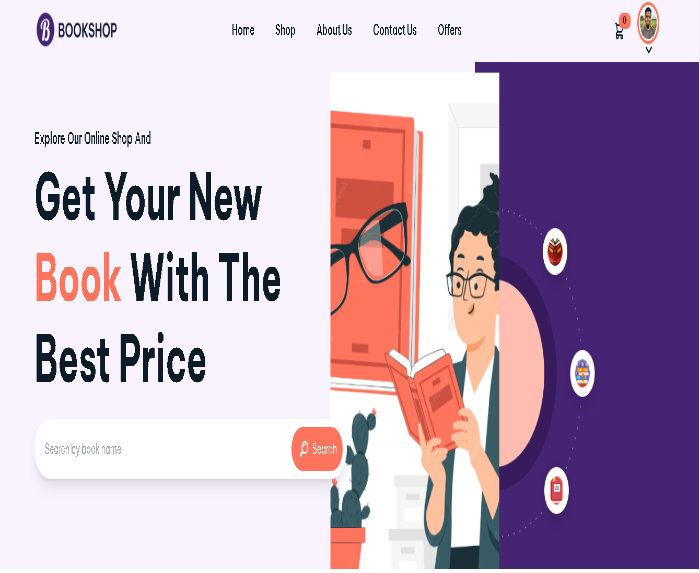 B BOOKSHOP
Home Shop About Us Contact Us Offers
0
Explore Our Online Shop And
Get Your New
Book With The
Best Price
Search by book name
Search